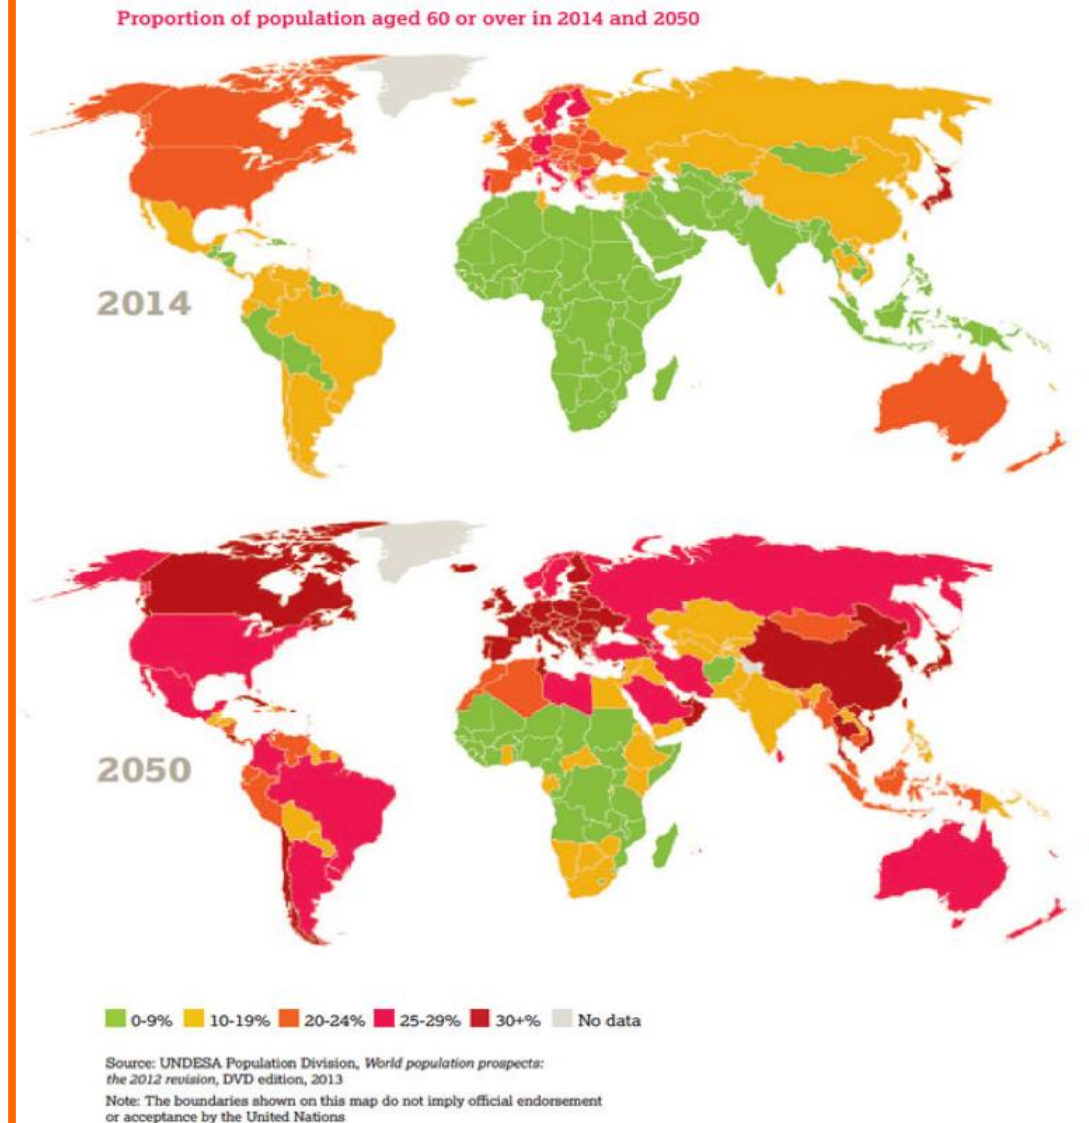 Proportion of population aged 60 or over in 2014 and 2050
2014
2050
0-9% 10-19% 20-24% 25-29% 30+% No data
Source: UNDESA Population Division, World population prospects:
the 2012 revision, DVD edition, 2013
Note: The boundaries shown on this map do not imply official endorsement
or acceptance by the United Nations